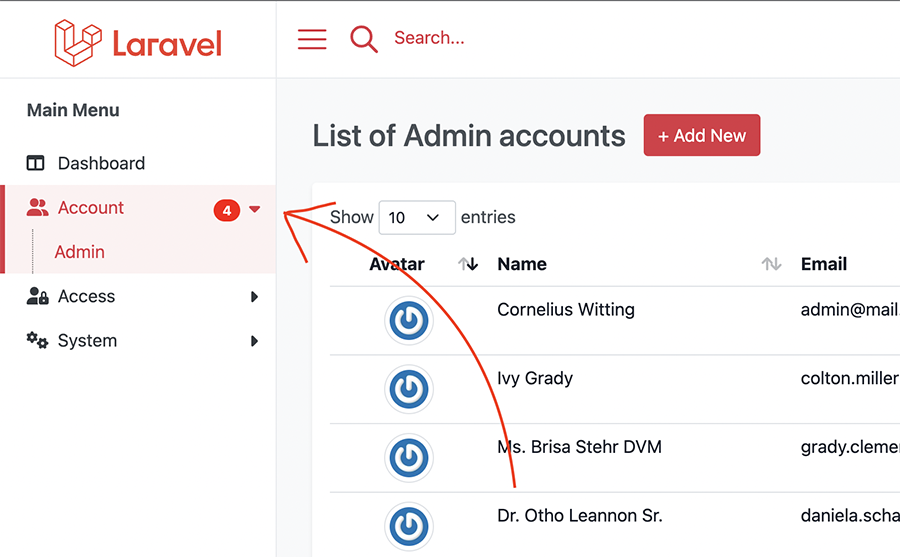 Laravel
Search...
Main Menu
Dashboard
Account 4
Admin
Access
System
List of Admin accounts
+ Add New
Show 10 entries
Avatar Name Email
Cornelius Witting admin@mail.
Ivy Grady colton.miller
Ms. Brisa Stehr DVM grady.cleme
Dr. Otho Leannon Sr. daniela.scha